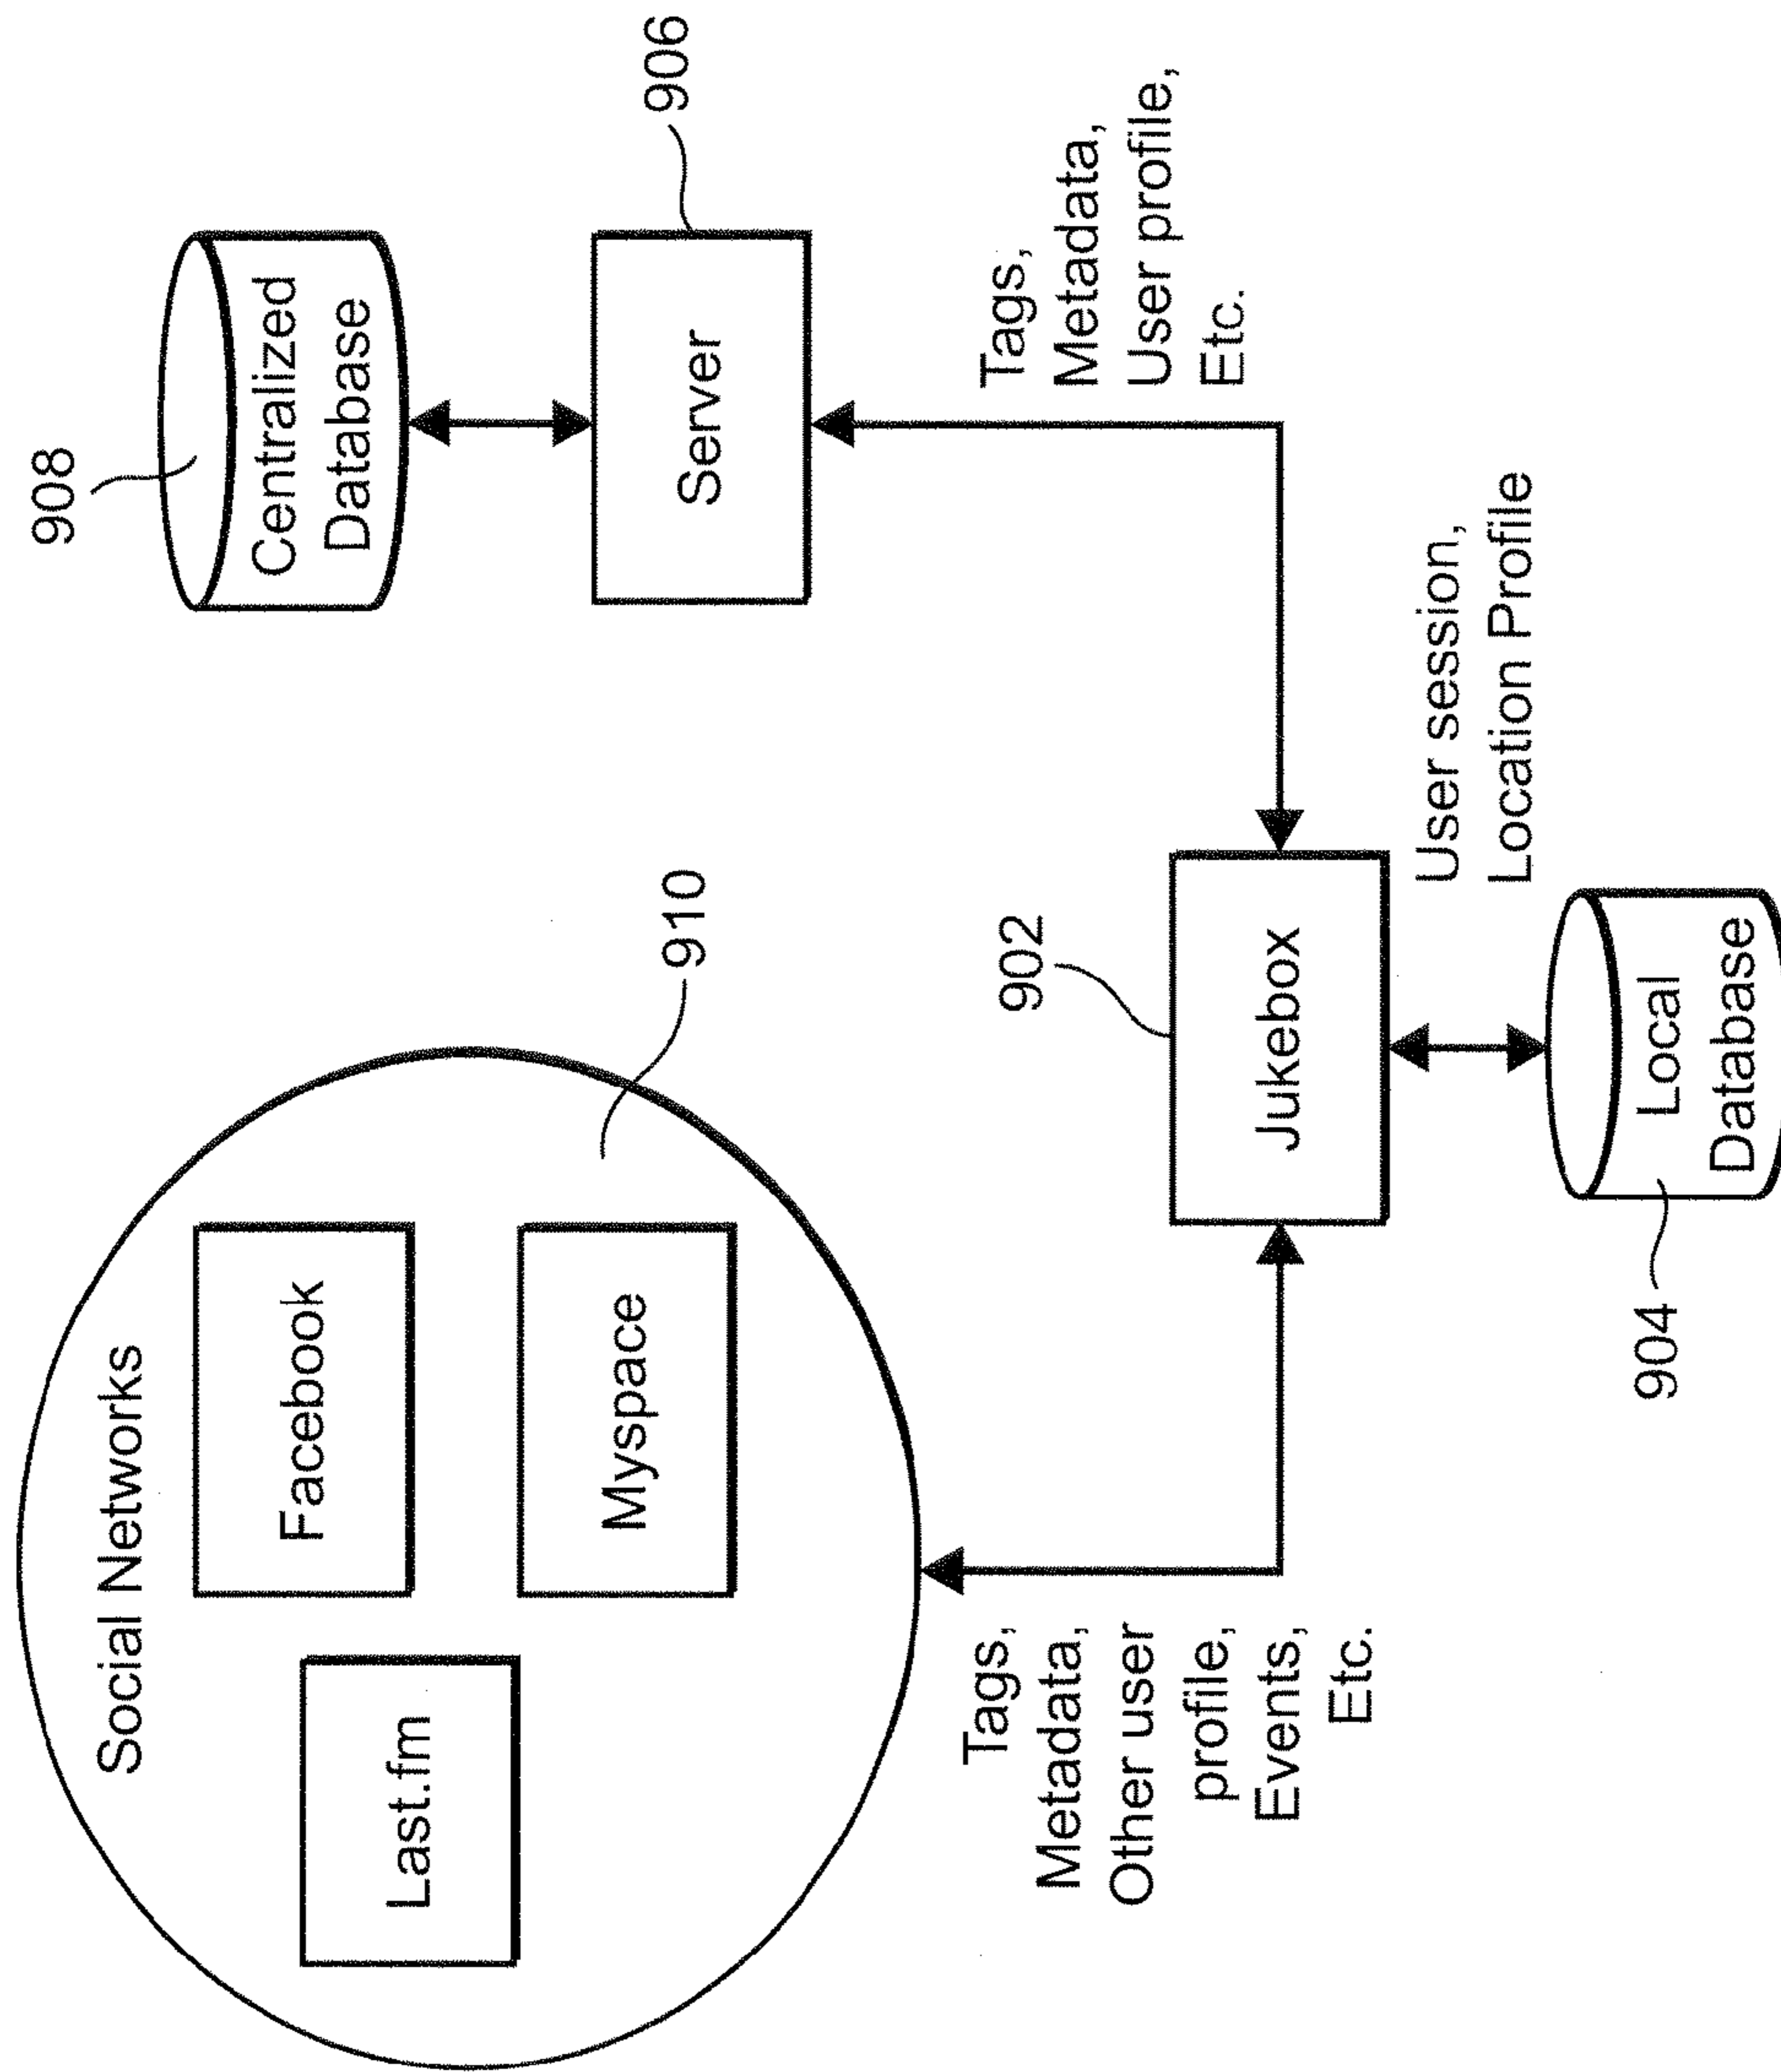 Social Networks
Last.fm
Facebook
Myspace
910
908
Centralized
Database
Server
906
Tags,
Metadata,
Other user
profile,
Events,
Etc.
902
Jukebox
Tags,
Metadata,
User profile,
Etc.
User session,
Location Profile
904
Local
Database